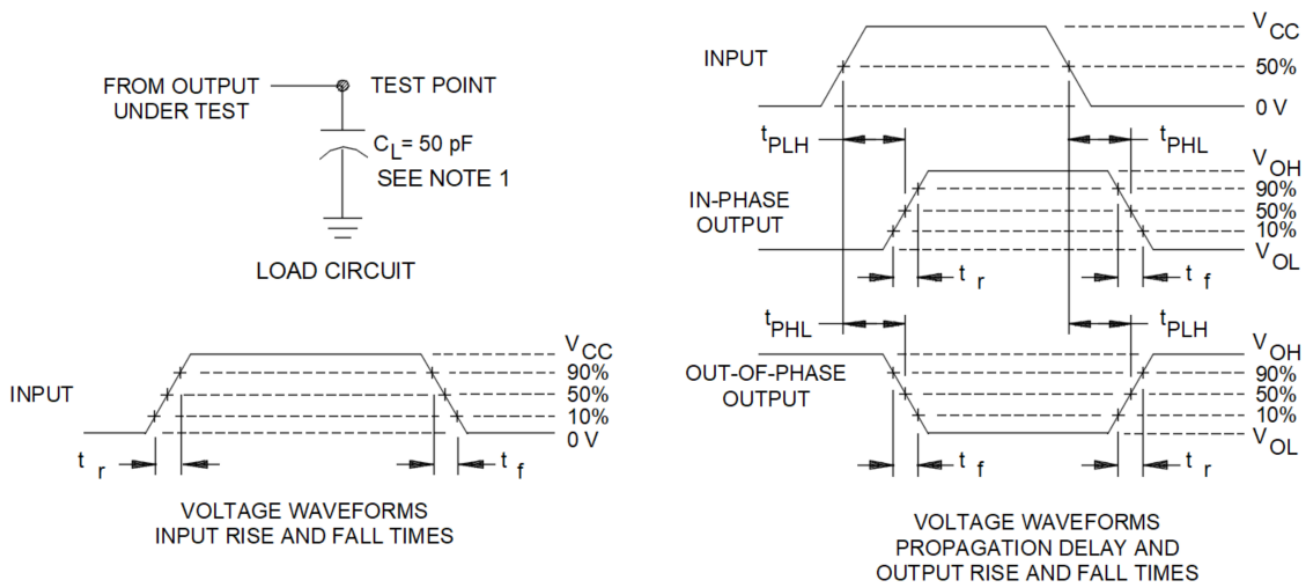 FROM OUTPUT
UNDER TEST
TEST POINT
CL = 50 pF
SEE NOTE 1
LOAD CIRCUIT
INPUT
VCC
90%
50%
10%
0 V
tr
tf
VOLTAGE WAVEFORMS
INPUT RISE AND FALL TIMES
INPUT
VCC
50%
0 V
tPLH
tPHL
IN-PHASE
OUTPUT
VOH
90%
50%
10%
VOL
tr
tf
tPHL
tPLH
OUT-OF-PHASE
OUTPUT
VOH
90%
50%
10%
VOL
tf
tr
VOLTAGE WAVEFORMS
PROPAGATION DELAY AND
OUTPUT RISE AND FALL TIMES